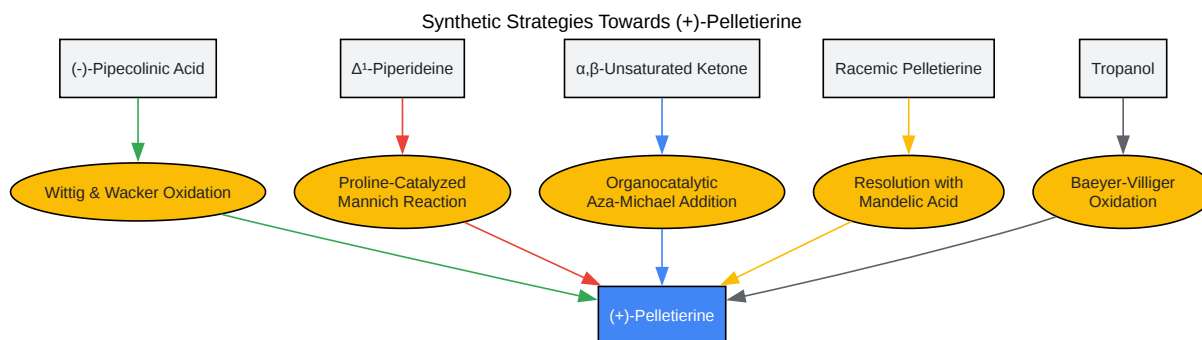 Synthetic Strategies Towards (+)-Pelletierine
(-)-Pipecolinic Acid
Δ¹-Piperideine
α,β-Unsaturated Ketone
Racemic Pelletierine
Tropanol
Wittig & Wacker Oxidation
Proline-Catalyzed
Mannich Reaction
Organocatalytic
Aza-Michael Addition
Resolution with
Mandelic Acid
Baeyer-Villiger
Oxidation
(+)-Pelletierine